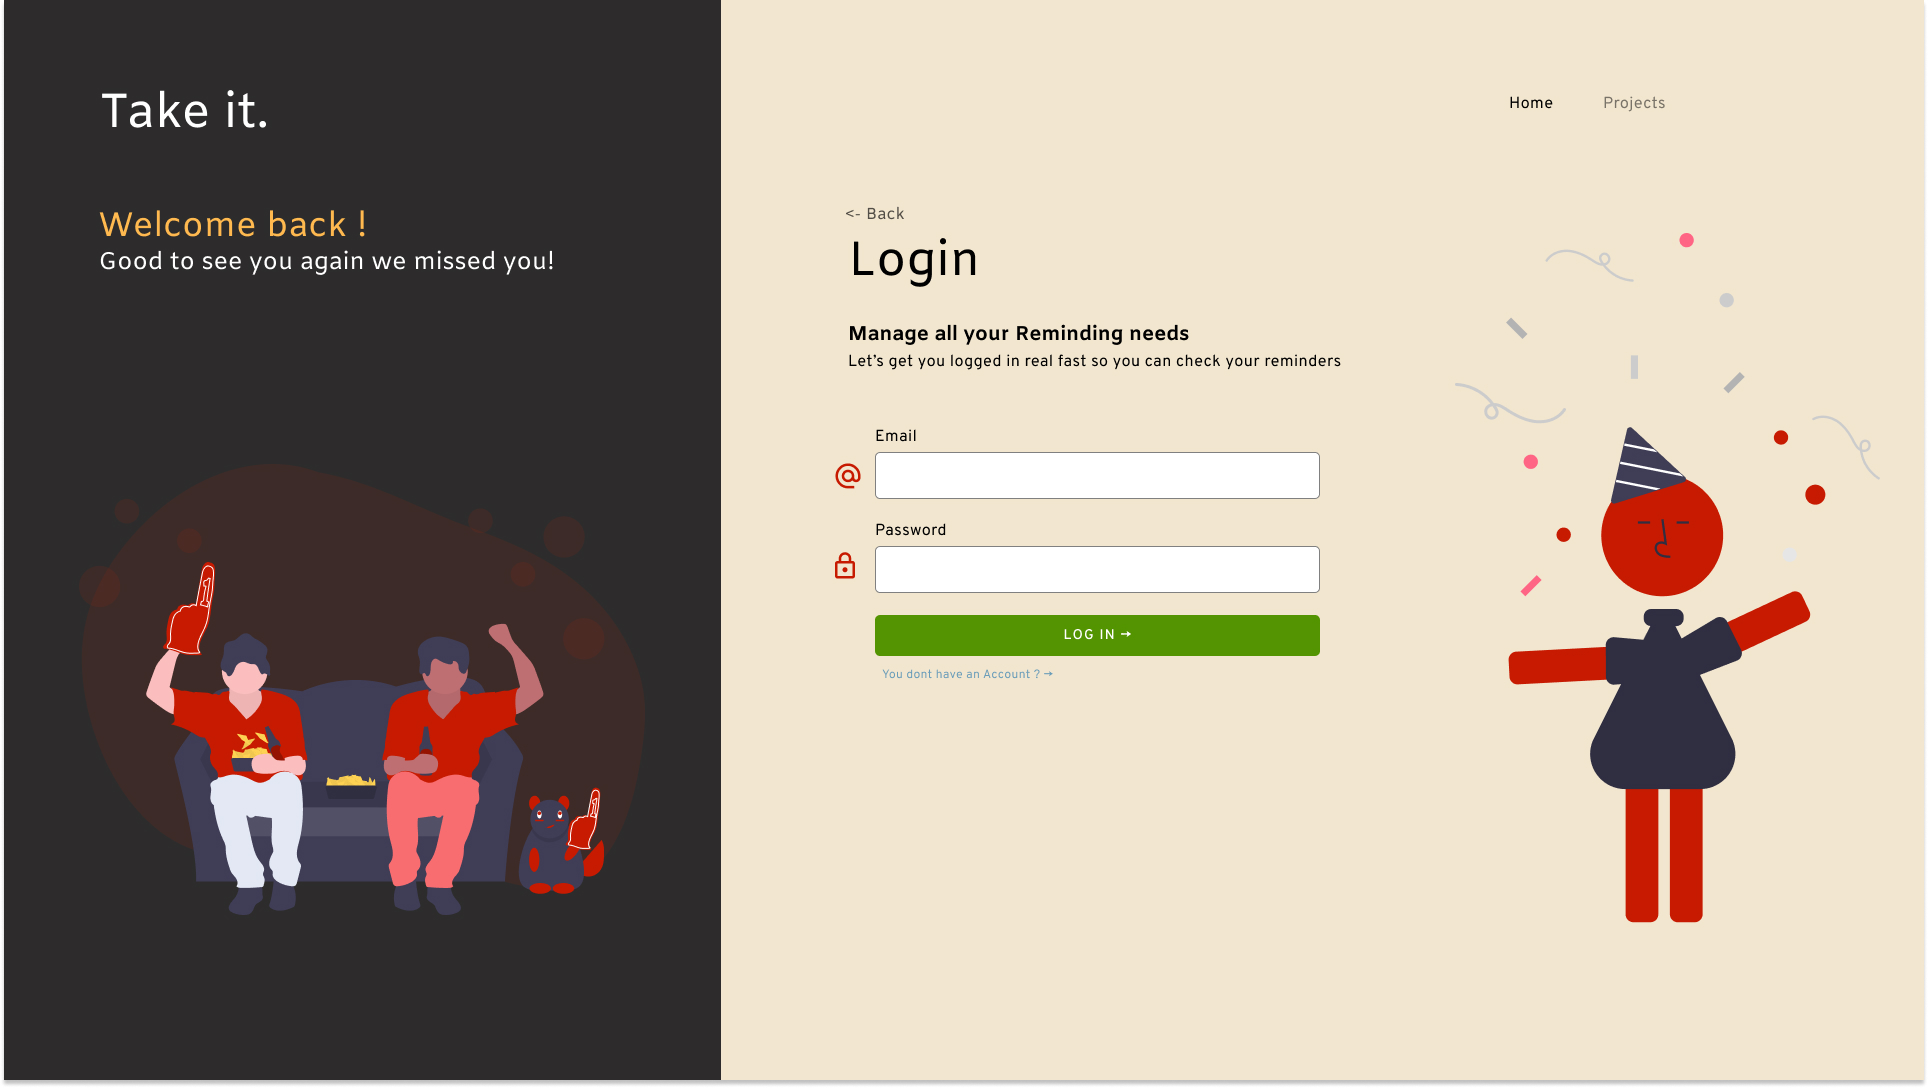 Take it.
Welcome back !
Good to see you again we missed you!
Home
Projects
<- Back
Login
Manage all your Reminding needs
Let’s get you logged in real fast so you can check your reminders
Email
Password
LOG IN →
You dont have an Account ? →